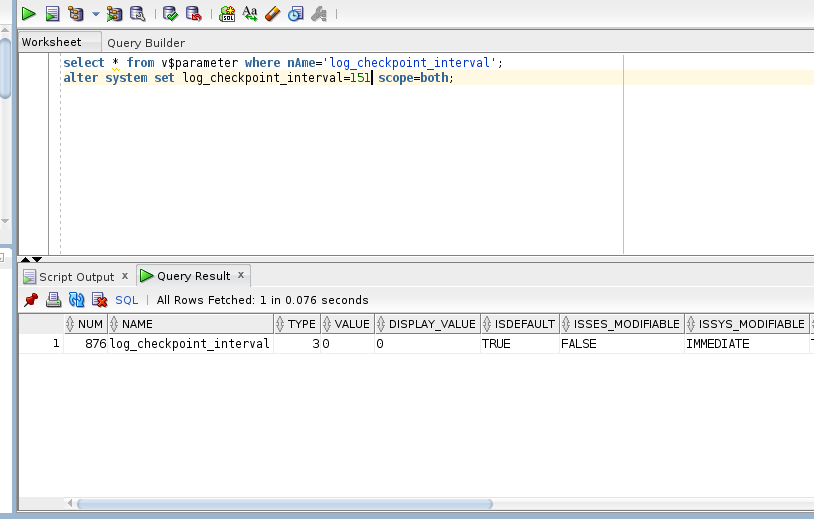 Worksheet Query Builder
select * from v$parameter where nAme='log_checkpoint_interval';
alter system set log_checkpoint_interval=151 scope=both;
Script Output x Query Result x
SQL All Rows Fetched: 1 in 0.076 seconds
NUM NAME TYPE VALUE DISPLAY_VALUE ISDEFAULT ISSES_MODIFIABLE ISSYS_MODIFIABLE
1 876 log_checkpoint_interval 3 0 0 TRUE FALSE IMMEDIATE